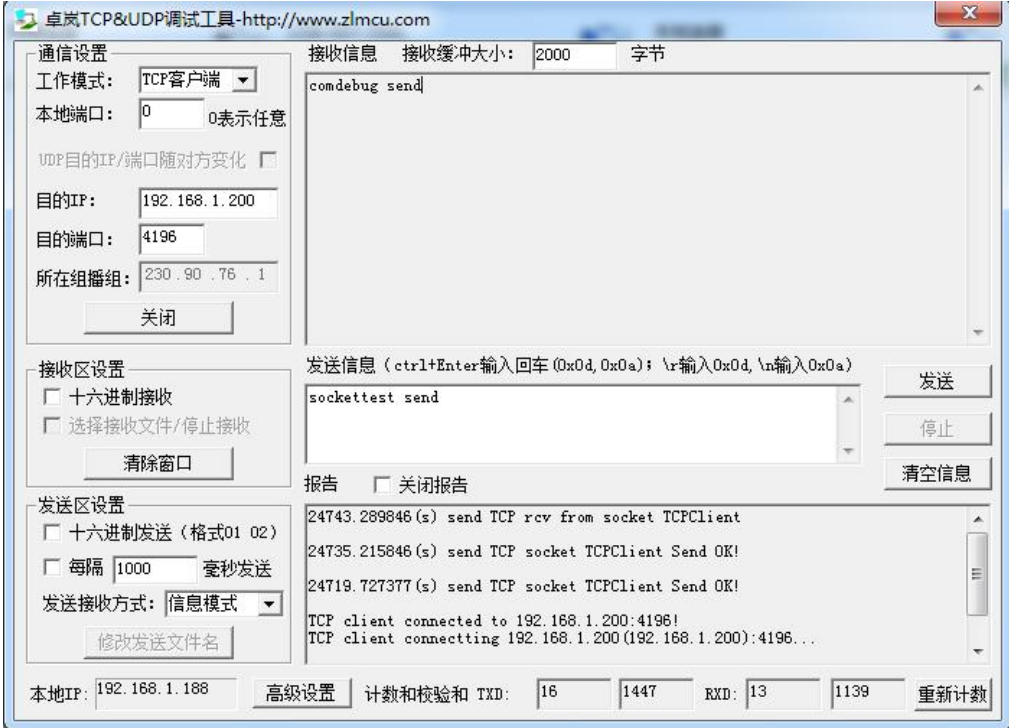 卓岚TCP&UDP调试工具-http://www.zlmcu.com
通信设置
工作模式： TCP客户端
本地端口： 0 0表示任意
UDP目的IP/端口随对方变化
目的IP： 192.168.1.200
目的端口： 4196
所在组播组： 230 . 90 . 76 . 1
关闭
接收区设置
十六进制接收
选择接收文件/停止接收
清除窗口
发送区设置
十六进制发送（格式01 02）
每隔 1000 毫秒发送
发送接收方式： 信息模式
修改发送文件名
接收信息 接收缓冲大小： 2000 字节
comdebug send
发送信息（ctrl+Enter输入回车(0x0d,0x0a)；\r输入0x0d,\n输入0x0a）
sockettest send
发送
停止
清空信息
报告 关闭报告
24743.289846(s) send TCP rcv from socket TCPClient
24735.215846(s) send TCP socket TCPClient Send OK!
24719.727377(s) send TCP socket TCPClient Send OK!
TCP client connected to 192.168.1.200:4196!
TCP client connectting 192.168.1.200(192.168.1.200):4196...
本地IP: 192.168.1.188 高级设置 计数和校验和 TXD: 16 1447 RXD: 13 1139 重新计数